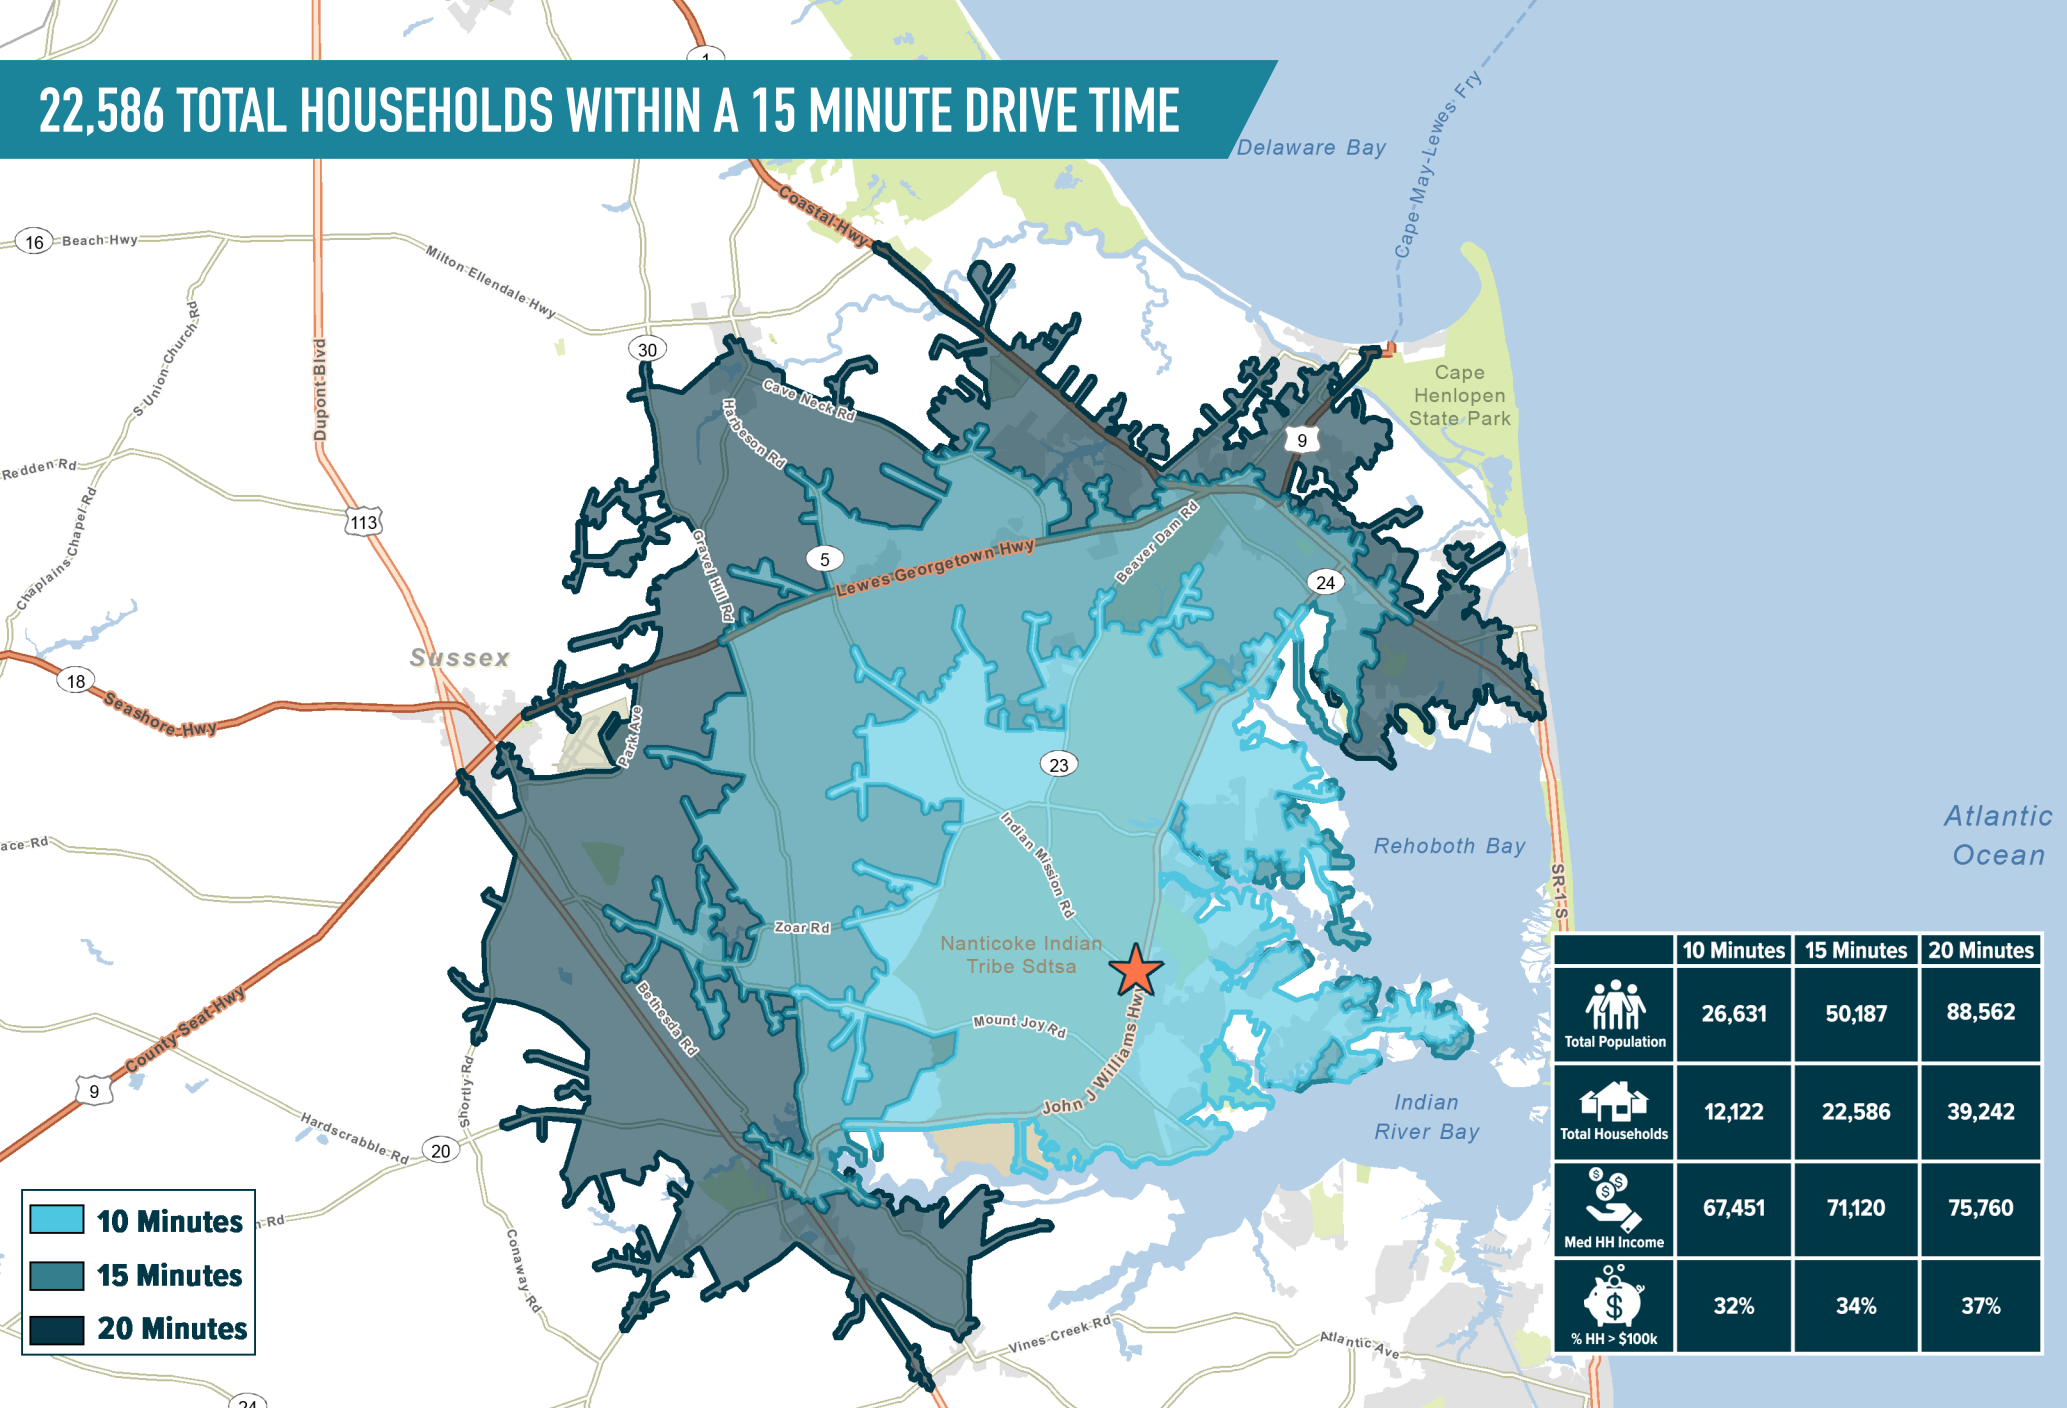 1
22,586 TOTAL HOUSEHOLDS WITHIN A 15 MINUTE DRIVE TIME
Delaware Bay
Cape-May-Lewes Fry
Coastal Hwy
16
Beach Hwy
Milton Ellendale Hwy
S Union Church Rd
Dupont Blvd
30
Cave Neck Rd
Harbeson Rd
Cape
Henlopen
State Park
9
Redden Rd
Chaplains Chapel Rd
113
Gravel Hill Rd
5
Lewes Georgetown Hwy
Beaver Dam Rd
24
Sussex
18
Seashore Hwy
Park Ave
23
Atlantic
Ocean
Rehoboth Bay
ace Rd
Indian Mission Rd
SR-1 S
Zoar Rd
Nanticoke Indian
Tribe Sdtsa
Bethesda Rd
Mount Joy Rd
John J Williams Hwy
County Seat Hwy
9
Shortly Rd
Hardscrabble Rd
20
Indian
River Bay
n-Rd
Conaway Rd
Vines Creek Rd
Atlantic Ave
24
10 Minutes
15 Minutes
20 Minutes
10 Minutes 15 Minutes 20 Minutes
Total Population 26,631 50,187 88,562
Total Households 12,122 22,586 39,242
Med HH Income 67,451 71,120 75,760
% HH > $100k 32% 34% 37%